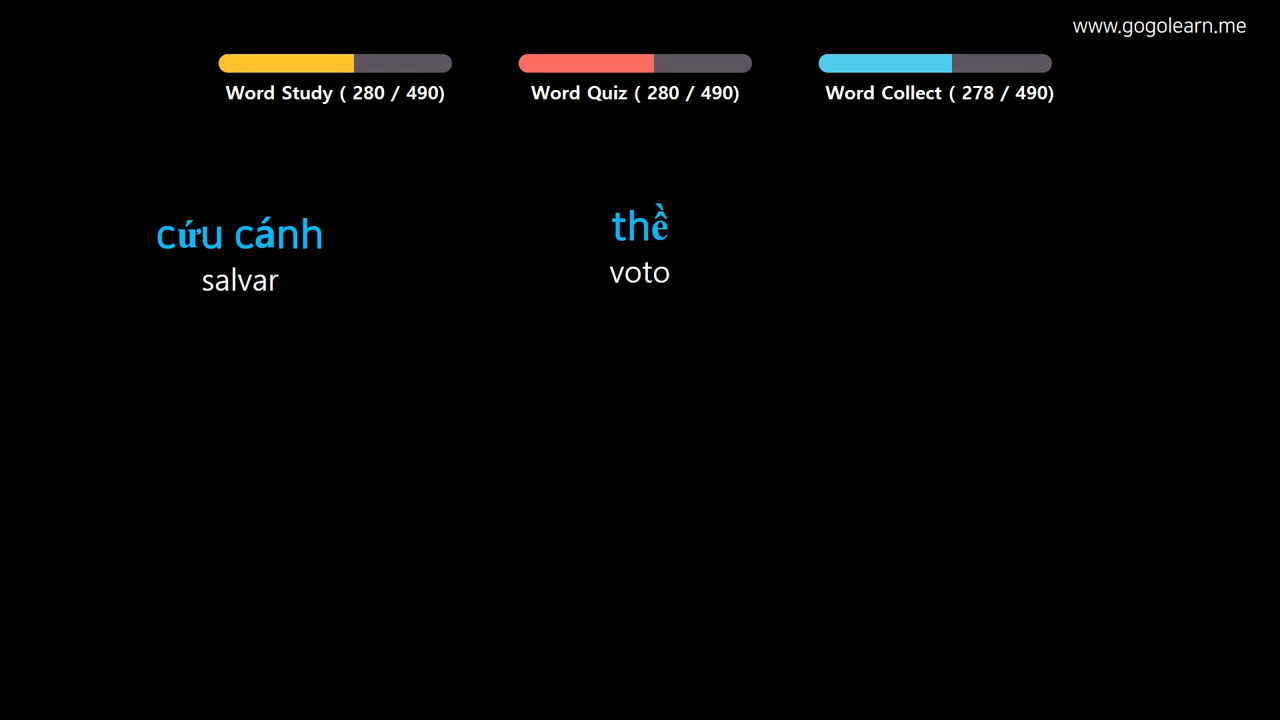 www.gogolearn.me
Word Study ( 280 / 490)
Word Quiz ( 280 / 490)
Word Collect ( 278 / 490)
cứu cánh
salvar
thề
voto